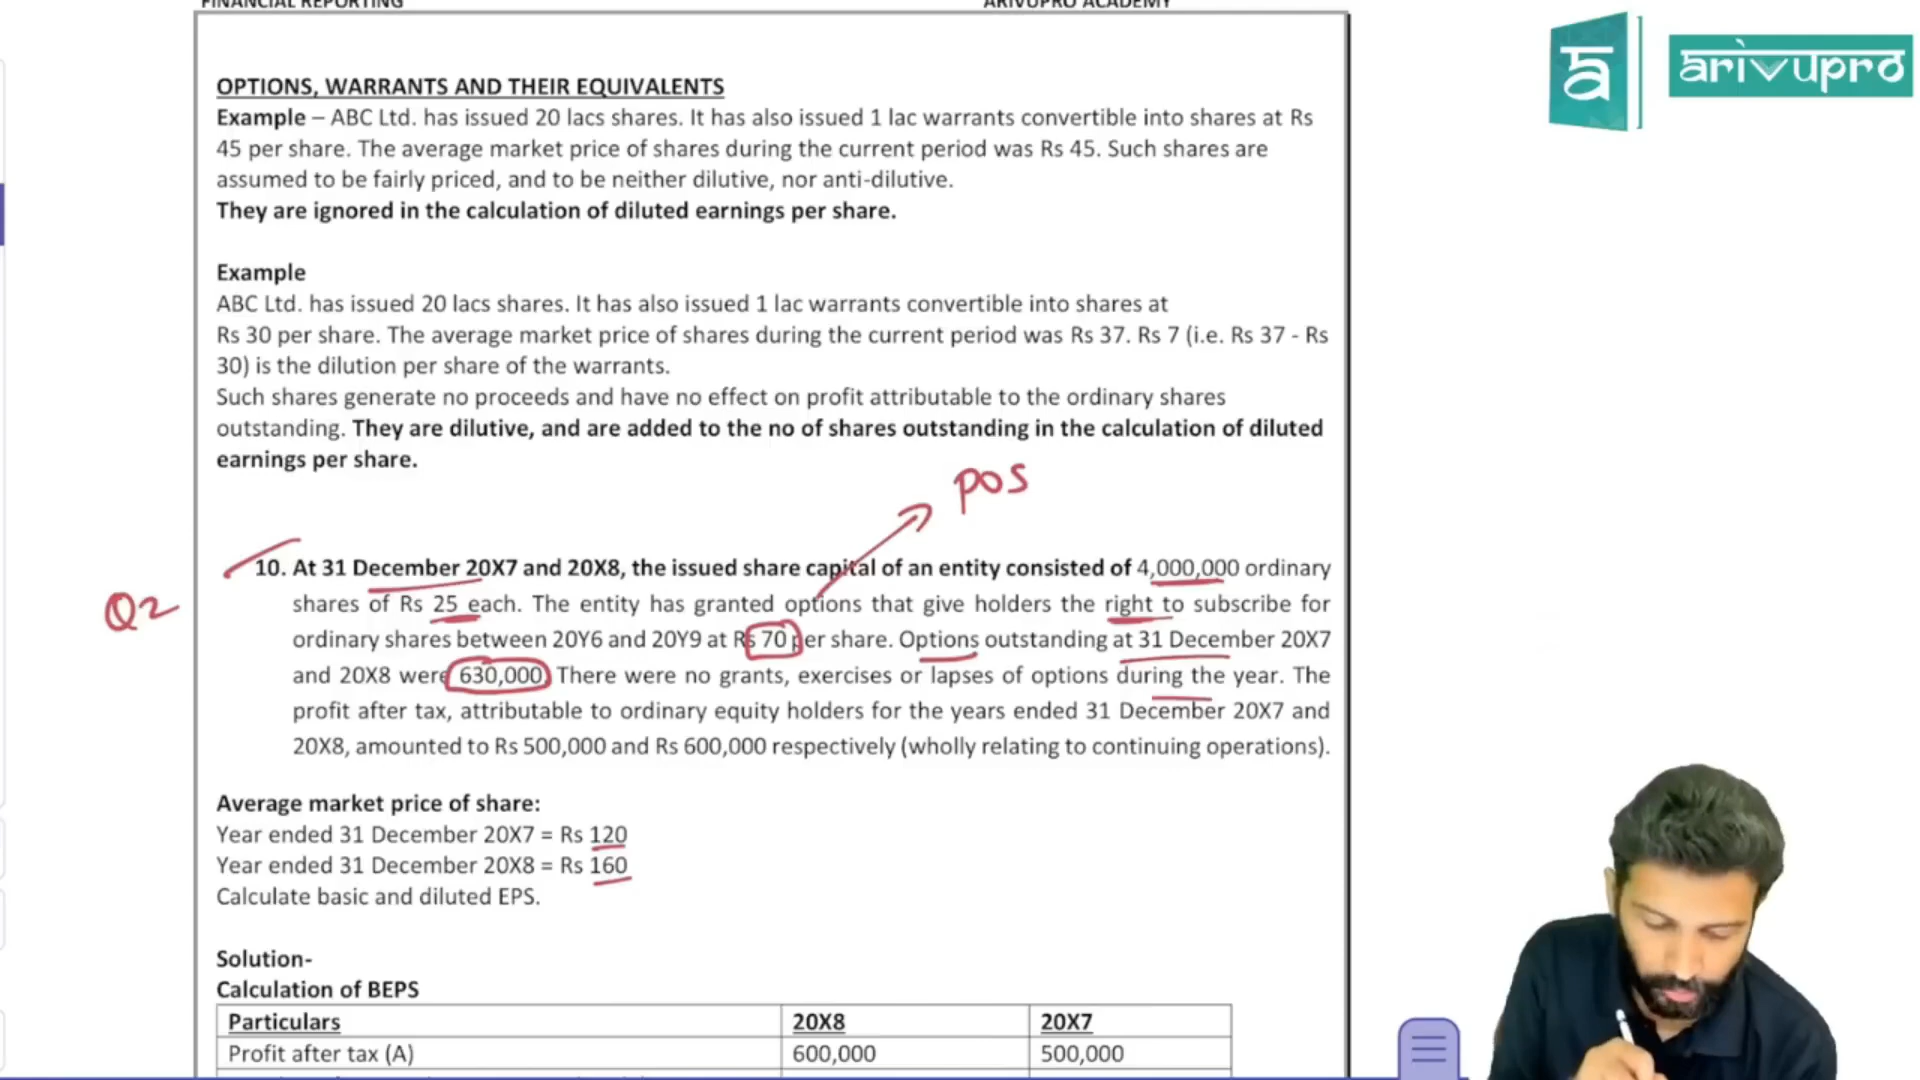 FINANCIAL REPORTING ARIVUPRO ACADEMY
ā arivupro
OPTIONS, WARRANTS AND THEIR EQUIVALENTS
Example – ABC Ltd. has issued 20 lacs shares. It has also issued 1 lac warrants convertible into shares at Rs
45 per share. The average market price of shares during the current period was Rs 45. Such shares are
assumed to be fairly priced, and to be neither dilutive, nor anti-dilutive.
They are ignored in the calculation of diluted earnings per share.
Example
ABC Ltd. has issued 20 lacs shares. It has also issued 1 lac warrants convertible into shares at
Rs 30 per share. The average market price of shares during the current period was Rs 37. Rs 7 (i.e. Rs 37 - Rs
30) is the dilution per share of the warrants.
Such shares generate no proceeds and have no effect on profit attributable to the ordinary shares
outstanding. They are dilutive, and are added to the no of shares outstanding in the calculation of diluted
earnings per share.
POS
Q2
10. At 31 December 20X7 and 20X8, the issued share capital of an entity consisted of 4,000,000 ordinary
shares of Rs 25 each. The entity has granted options that give holders the right to subscribe for
ordinary shares between 20Y6 and 20Y9 at Rs 70 per share. Options outstanding at 31 December 20X7
and 20X8 were 630,000. There were no grants, exercises or lapses of options during the year. The
profit after tax, attributable to ordinary equity holders for the years ended 31 December 20X7 and
20X8, amounted to Rs 500,000 and Rs 600,000 respectively (wholly relating to continuing operations).
Average market price of share:
Year ended 31 December 20X7 = Rs 120
Year ended 31 December 20X8 = Rs 160
Calculate basic and diluted EPS.
Solution-
Calculation of BEPS
Particulars 20X8 20X7
Profit after tax (A) 600,000 500,000